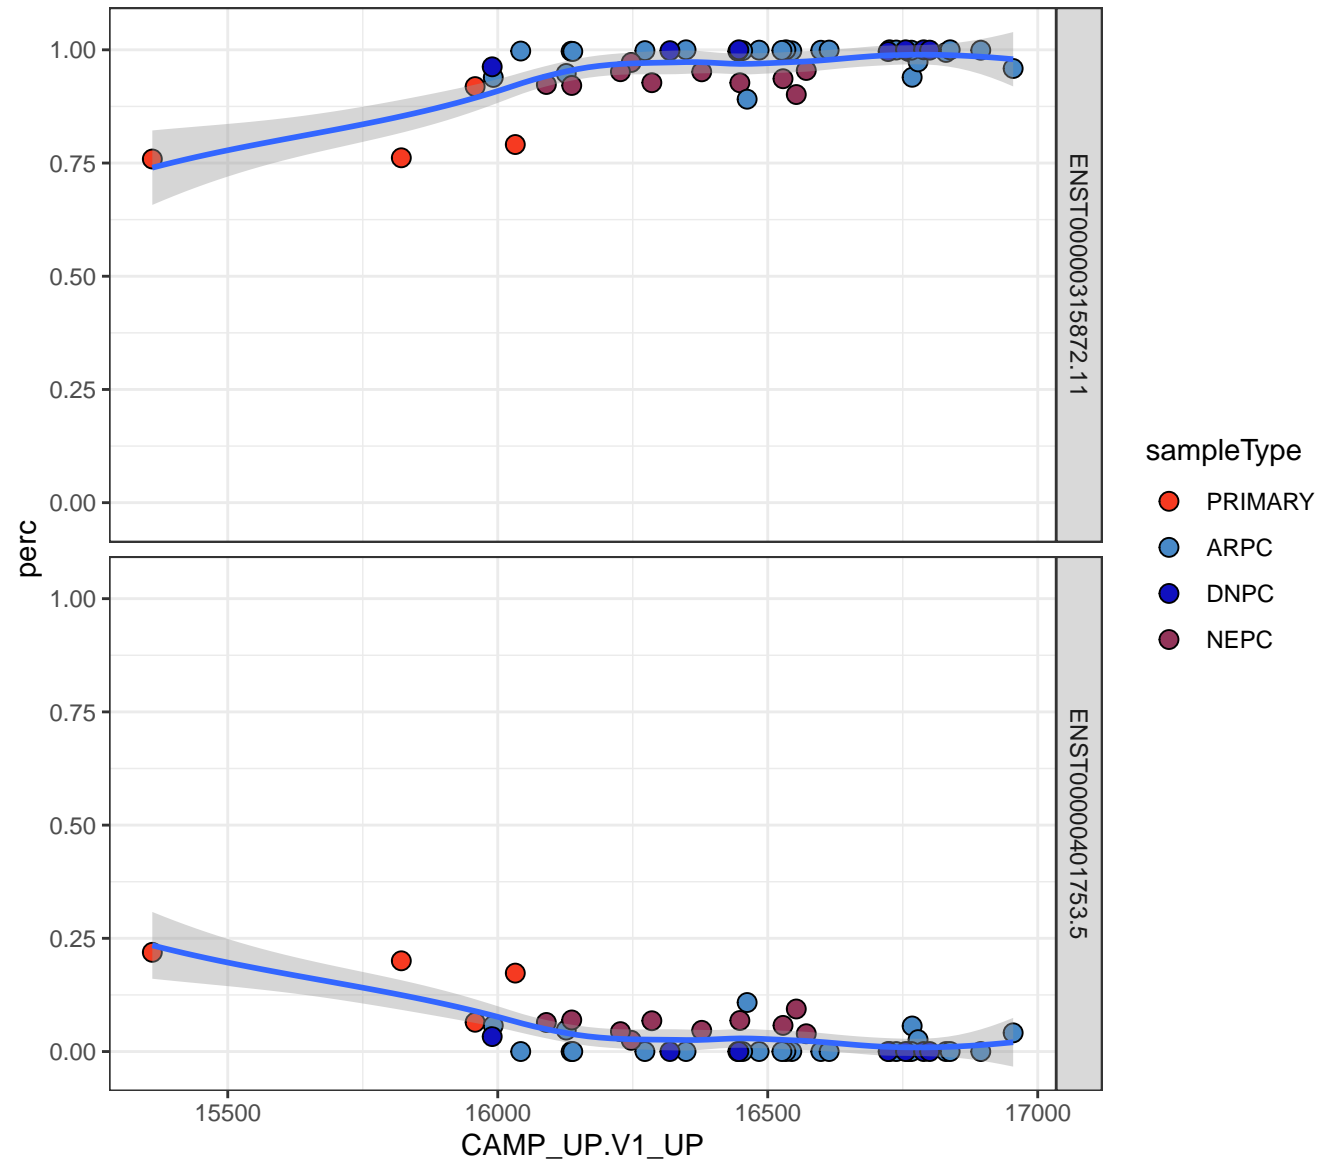 perc
1.00
0.75
0.50
0.25
0.00
ENST00000315872.11
1.00
0.75
0.50
0.25
0.00
ENST00000401753.5
15500
16000
16500
17000
CAMP_UP.V1_UP
sampleType
PRIMARY
ARPC
DNPC
NEPC